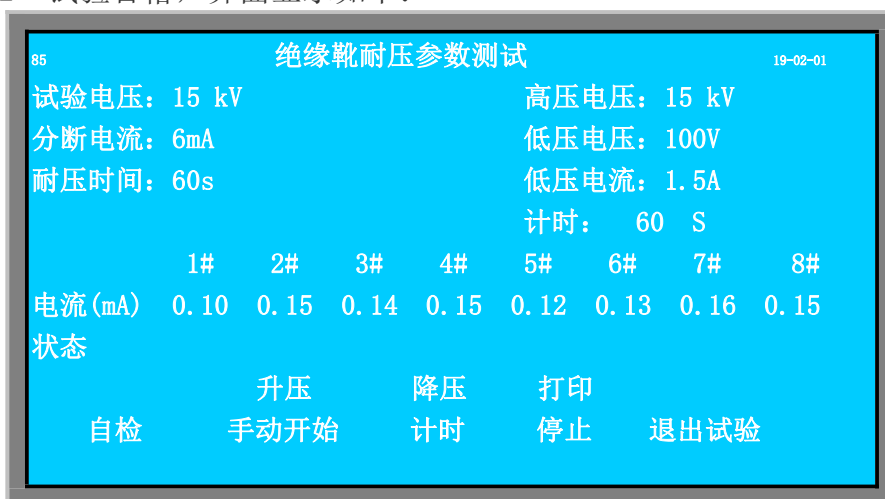 85 绝缘靴耐压参数测试 19-02-01
试验电压：15 kV 高压电压：15 kV
分断电流：6mA 低压电压：100V
耐压时间：60s 低压电流：1.5A
计时： 60 S
1# 2# 3# 4# 5# 6# 7# 8#
电流(mA) 0.10 0.15 0.14 0.15 0.12 0.13 0.16 0.15
状态
升压 降压 打印
自检 手动开始 计时 停止 退出试验